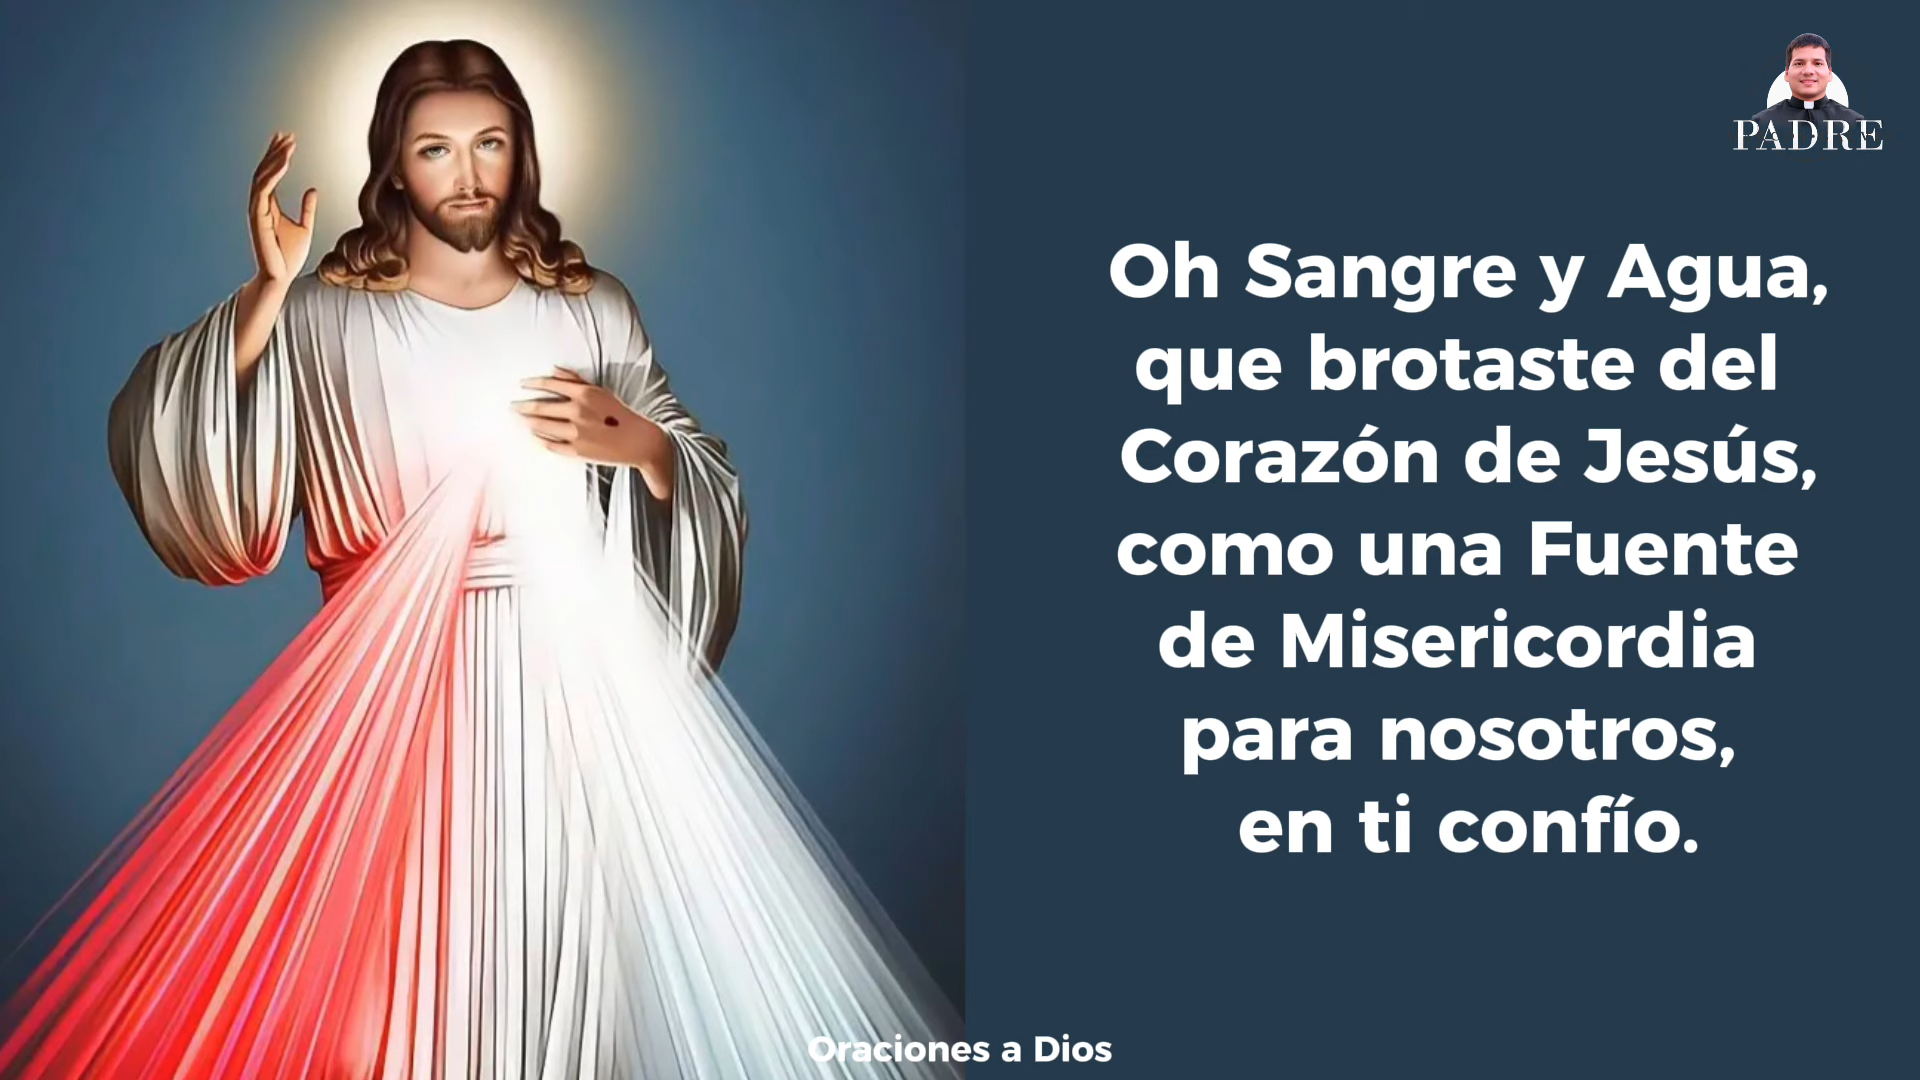 PADRE
Oh Sangre y Agua,
que brotaste del
Corazón de Jesús,
como una Fuente
de Misericordia
para nosotros,
en ti confío.
Oraciones a Dios